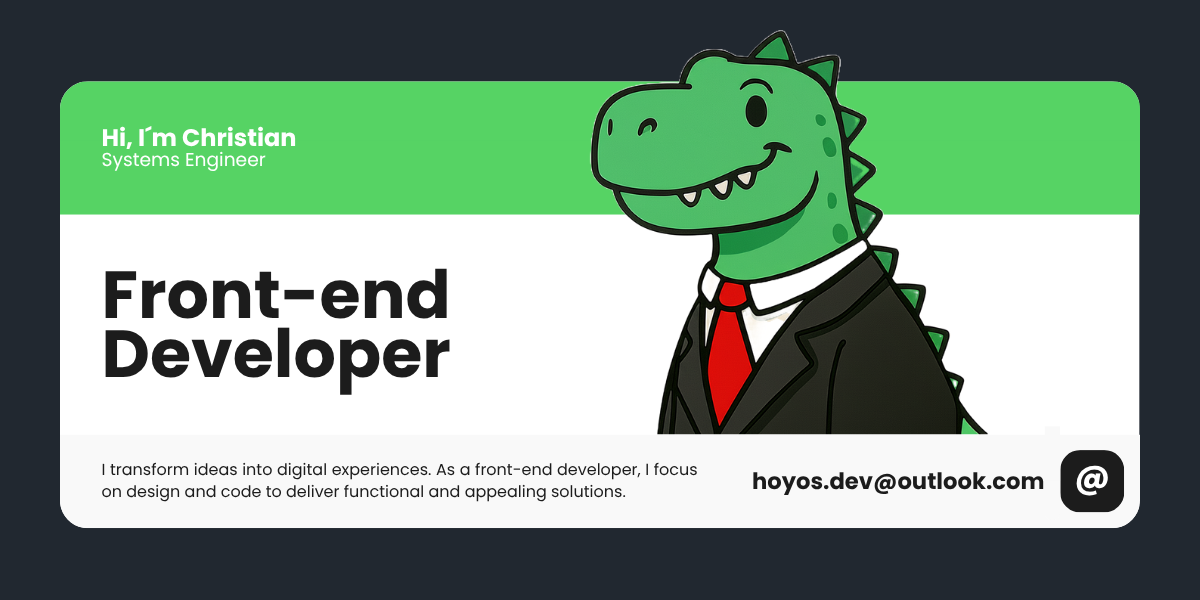 Hi, I´m Christian
Systems Engineer
Front-end
Developer
I transform ideas into digital experiences. As a front-end developer, I focus
on design and code to deliver functional and appealing solutions.
hoyos.dev@outlook.com
@